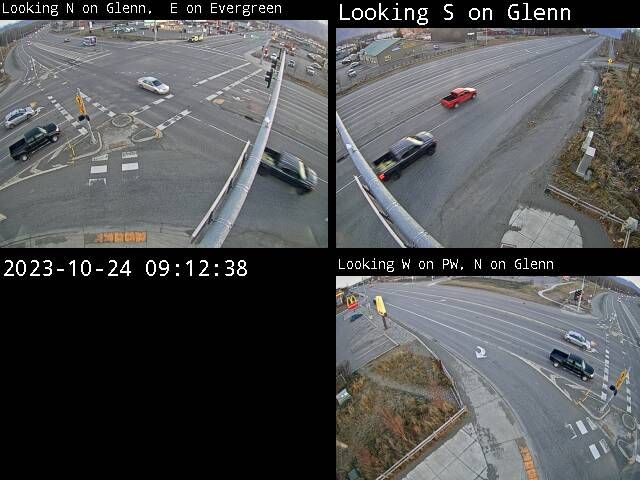 Looking N on Glenn,  E on Evergreen
Looking S on Glenn
2023-10-24 09:12:38
Looking W on PW, N on Glenn